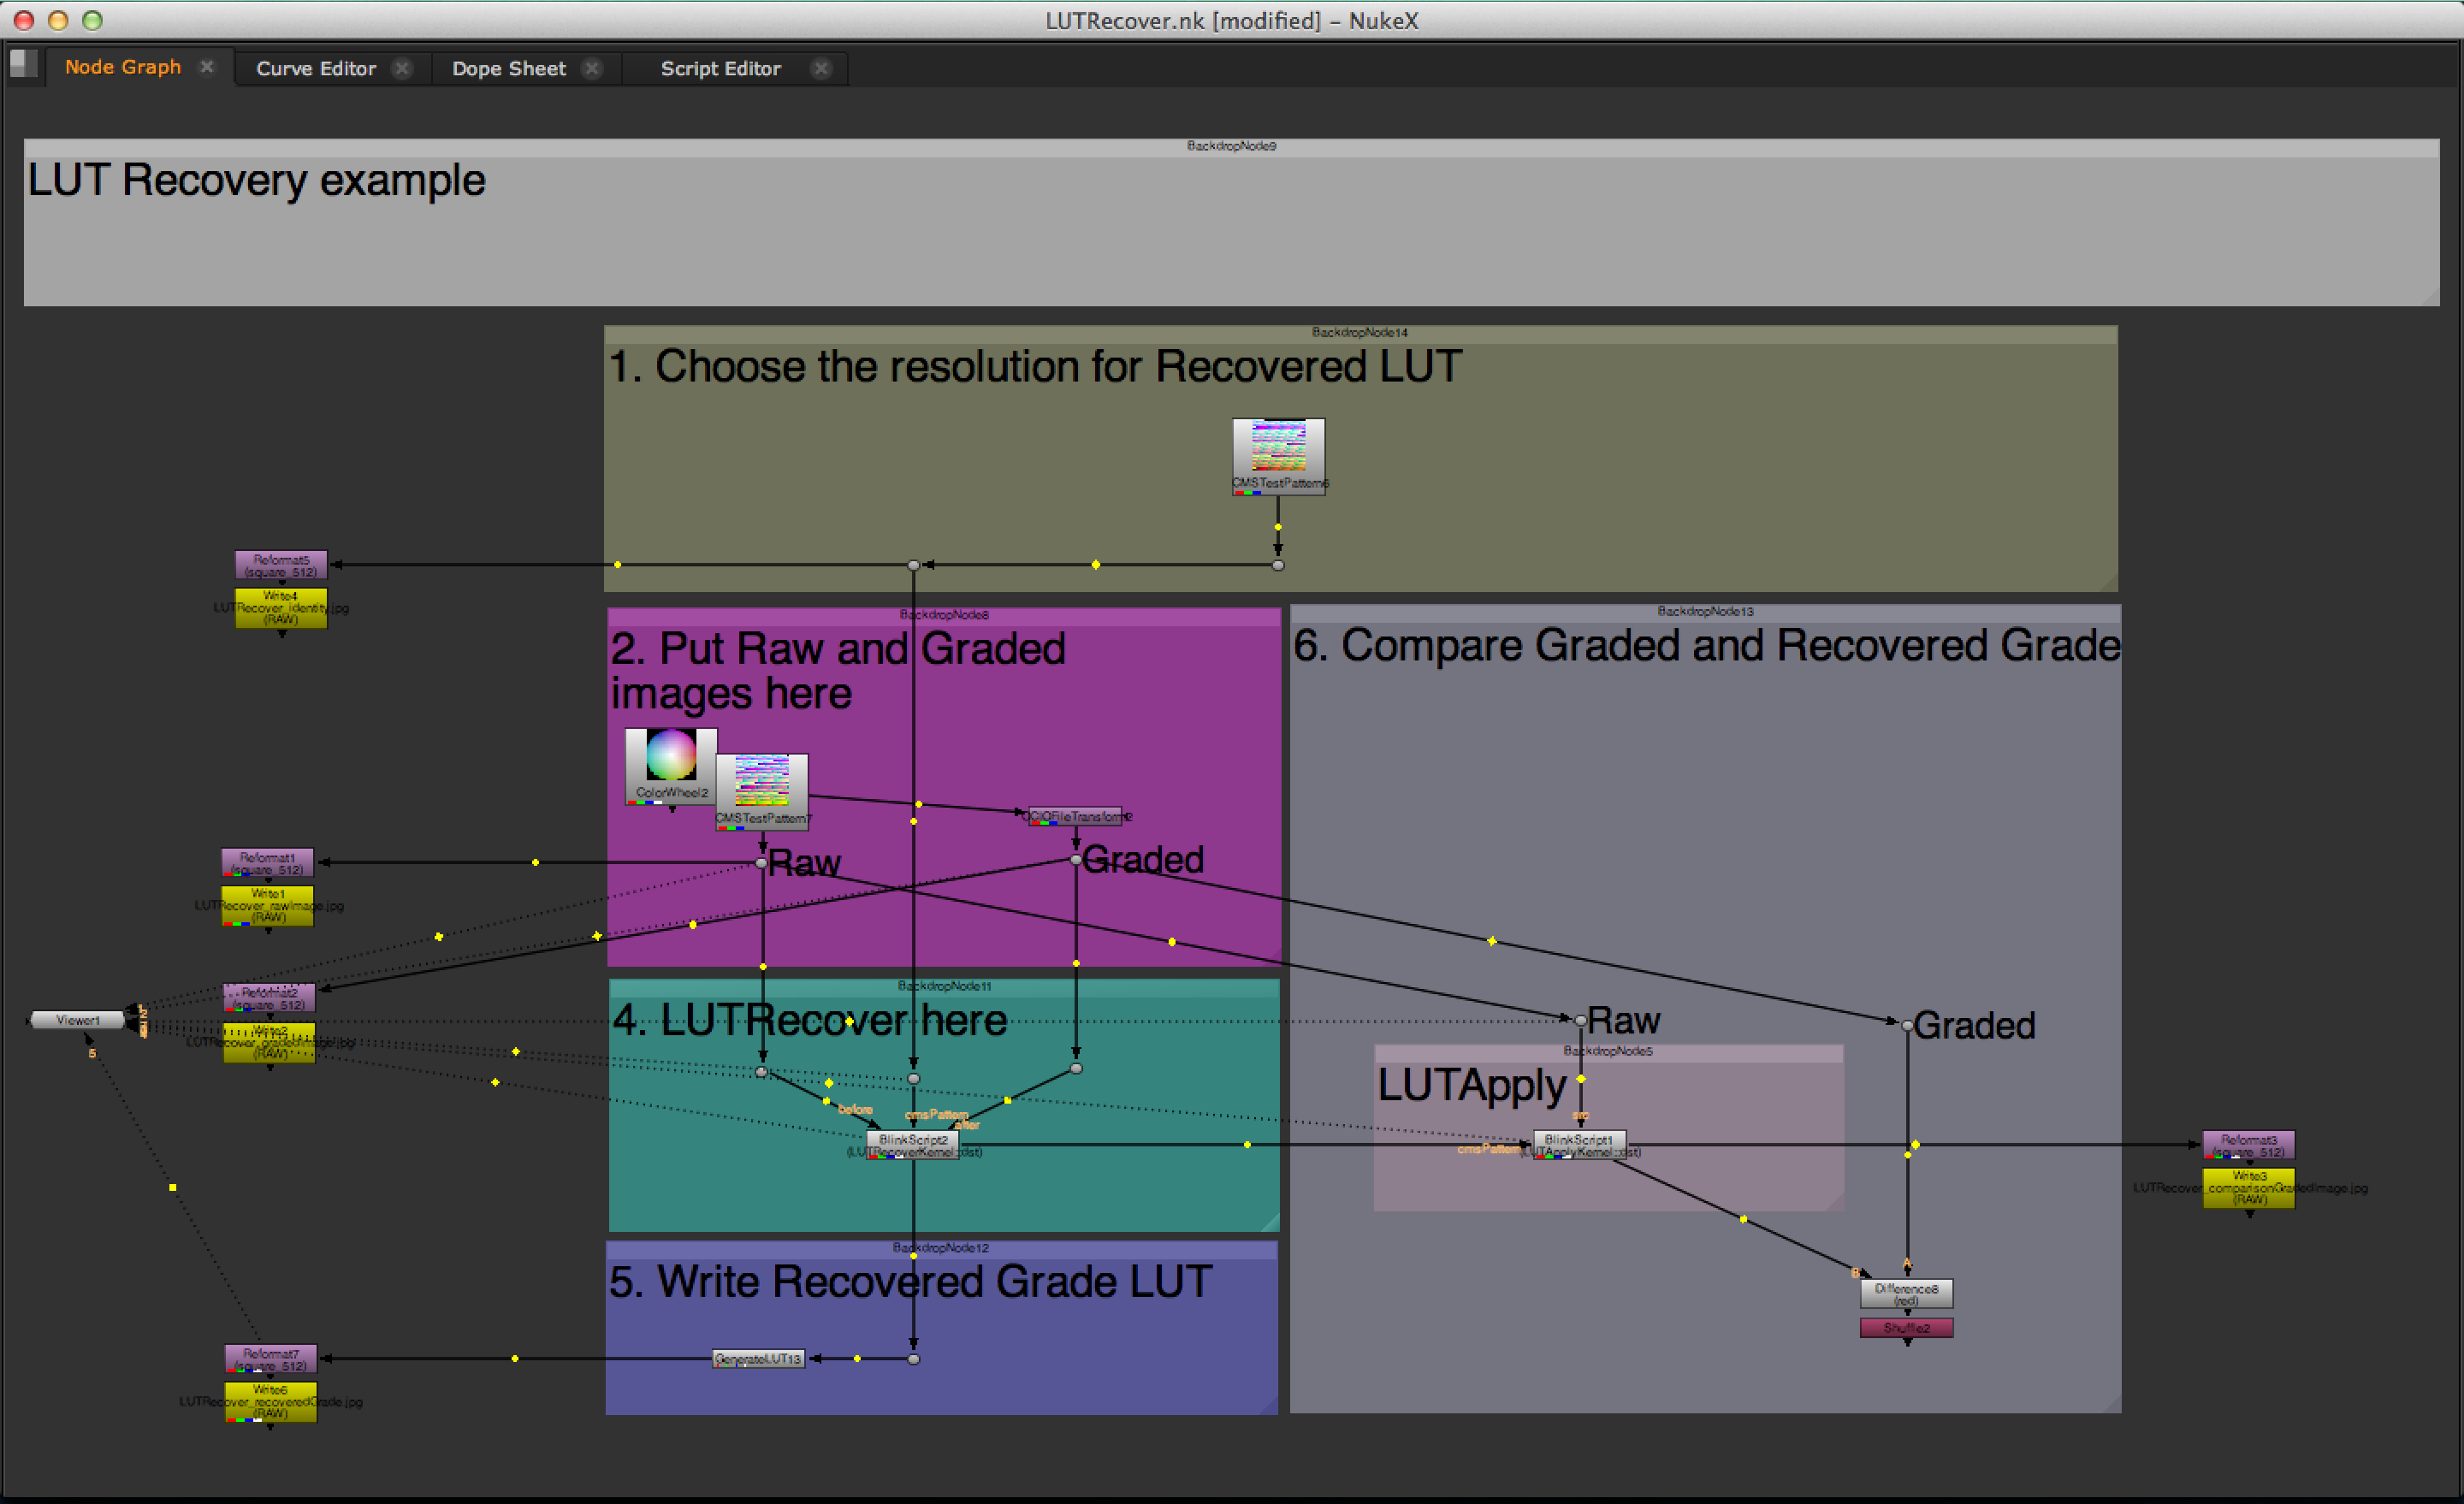 LUTRecover.nk [modified] – NukeX
Node Graph
Curve Editor
Dope Sheet
Script Editor
BackdropNode9
LUT Recovery example
BackdropNode14
1. Choose the resolution for Recovered LUT
CMSTestPattern6
Reformat5
(square_512)
Write4
LUTRecover_identity.jpg
(RAW)
BackdropNode8
2. Put Raw and Graded
images here
ColorWheel2
CMSTestPattern7
OCIOFileTransform2
Raw
Graded
BackdropNode13
6. Compare Graded and Recovered Grade
Reformat1
(square_512)
Write1
LUTRecover_rawImage.jpg
(RAW)
Reformat2
(square_512)
Write2
LUTRecover_gradedImage.jpg
(RAW)
Viewer1
1
2
5
BackdropNode11
4. LUTRecover here
before
cmsPattern
after
BlinkScript2
(LUTRecoverKernel::dst)
Raw
Graded
BackdropNode5
LUTApply
src
cmsPattern
BlinkScript1
(LUTApplyKernel::dst)
Reformat3
(square_512)
Write3
LUTRecover_comparisonGradedImage.jpg
(RAW)
B
A
Difference8
(red)
Shuffle2
BackdropNode12
5. Write Recovered Grade LUT
GenerateLUT13
Reformat7
(square_512)
Write6
LUTRecover_recoveredGrade.jpg
(RAW)